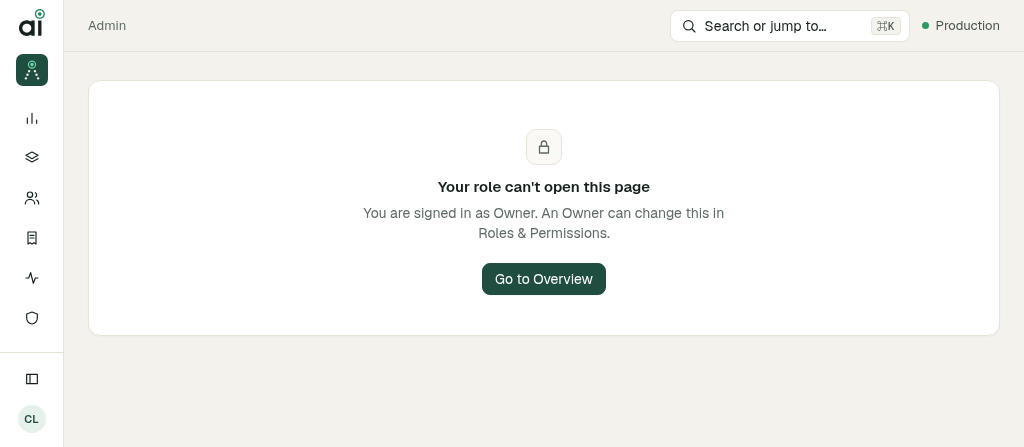 ai
Admin
Search or jump to...
⌘K
Production
Your role can't open this page
You are signed in as Owner. An Owner can change this in
Roles & Permissions.
Go to Overview
CL